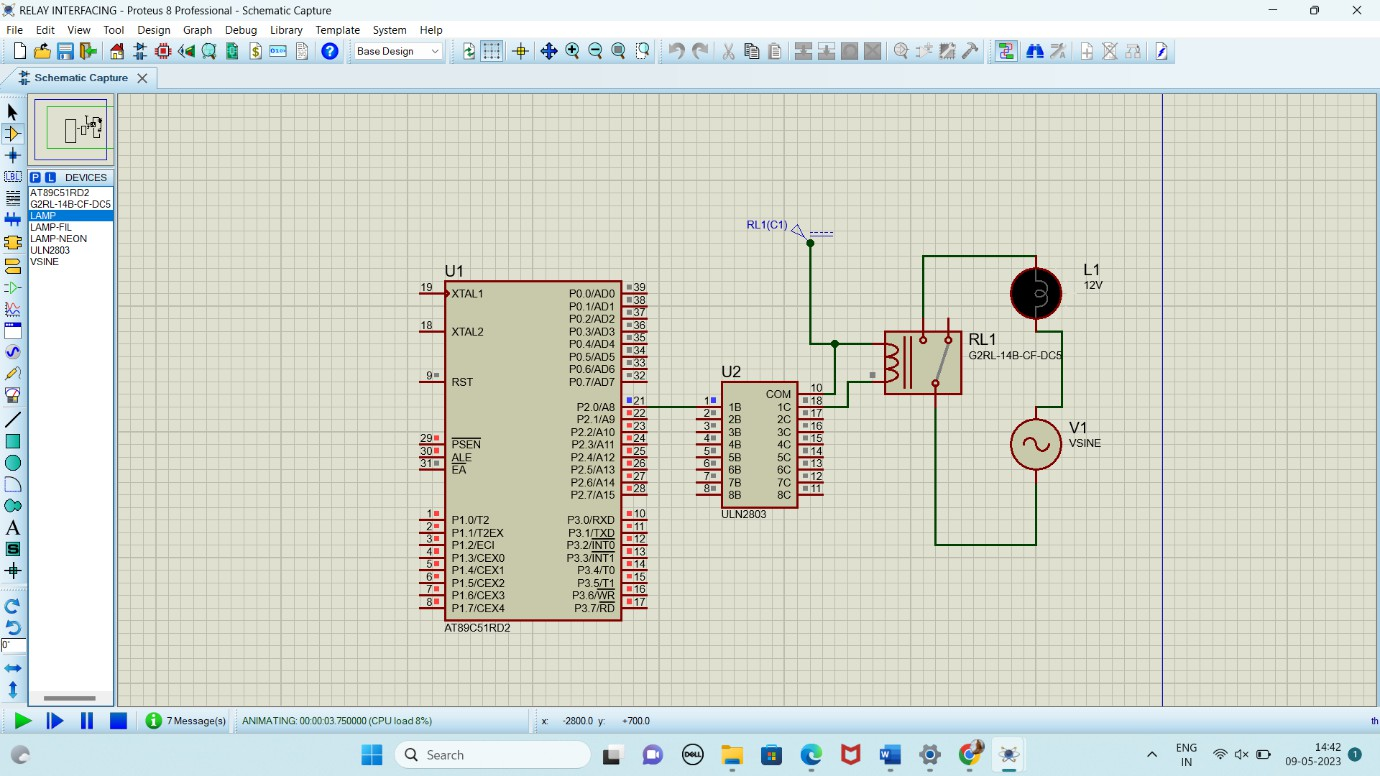 RELAY INTERFACING - Proteus 8 Professional - Schematic Capture
File Edit View Tool Design Graph Debug Library Template System Help
Base Design
Schematic Capture
P L DEVICES
AT89C51RD2
G2RL-14B-CF-DC5
LAMP
LAMP-FIL
LAMP-NEON
ULN2803
VSINE
LBL
A
S
0°
RL1(C1)
U1
19 XTAL1
18 XTAL2
9 RST
29 PSEN
30 ALE
31 EA
1 P1.0/T2
2 P1.1/T2EX
3 P1.2/ECI
4 P1.3/CEX0
5 P1.4/CEX1
6 P1.5/CEX2
7 P1.6/CEX3
8 P1.7/CEX4
P0.0/AD0 39
P0.1/AD1 38
P0.2/AD2 37
P0.3/AD3 36
P0.4/AD4 35
P0.5/AD5 34
P0.6/AD6 33
P0.7/AD7 32
P2.0/A8 21
P2.1/A9 22
P2.2/A10 23
P2.3/A11 24
P2.4/A12 25
P2.5/A13 26
P2.6/A14 27
P2.7/A15 28
P3.0/RXD 10
P3.1/TXD 11
P3.2/INT0 12
P3.3/INT1 13
P3.4/T0 14
P3.5/T1 15
P3.6/WR 16
P3.7/RD 17
AT89C51RD2
U2
COM 10
1 1B 1C 18
2 2B 2C 17
3 3B 3C 16
4 4B 4C 15
5 5B 5C 14
6 6B 6C 13
7 7B 7C 12
8 8B 8C 11
ULN2803
RL1
G2RL-14B-CF-DC5
L1
12V
V1
VSINE
7 Message(s) ANIMATING: 00:00:03.750000 (CPU load 8%) x: -2800.0 y: +700.0 th
Search
DELL
ENG
IN
14:42
09-05-2023
1